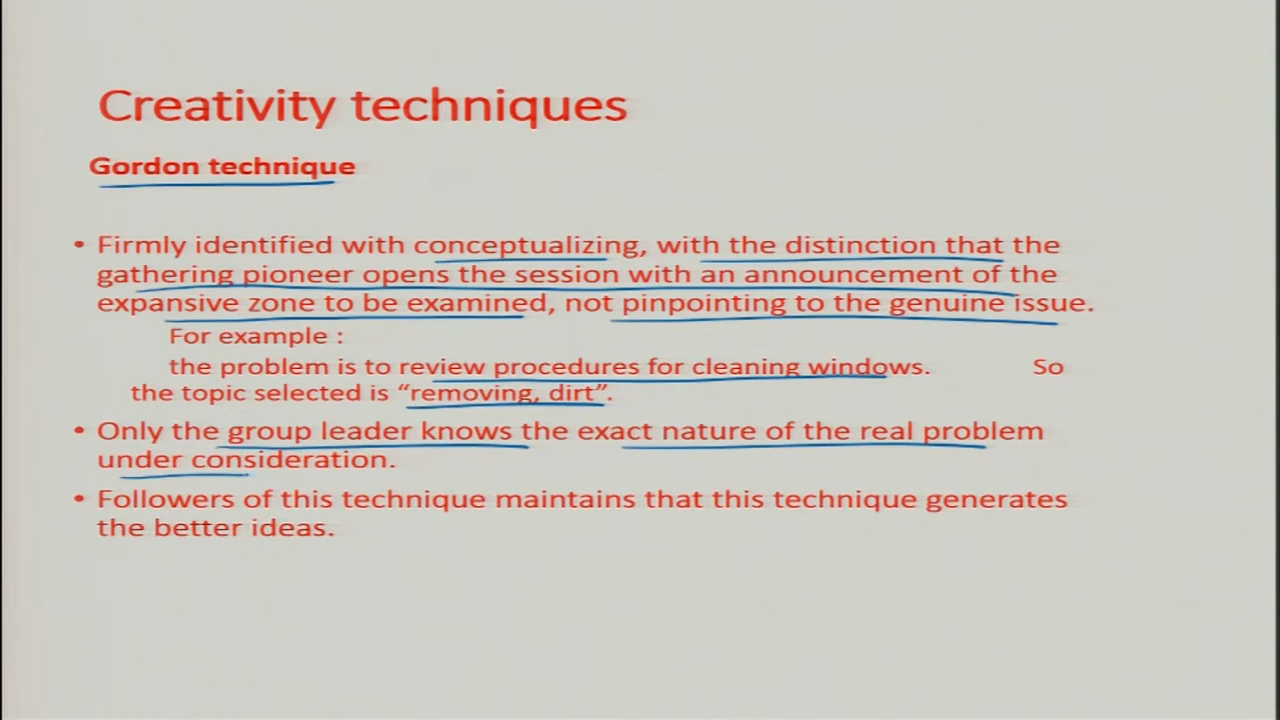 Creativity techniques
Gordon technique
• Firmly identified with conceptualizing, with the distinction that the
gathering pioneer opens the session with an announcement of the
expansive zone to be examined, not pinpointing to the genuine issue.
For example :
the problem is to review procedures for cleaning windows. So
the topic selected is “removing, dirt”.
• Only the group leader knows the exact nature of the real problem
under consideration.
• Followers of this technique maintains that this technique generates
the better ideas.